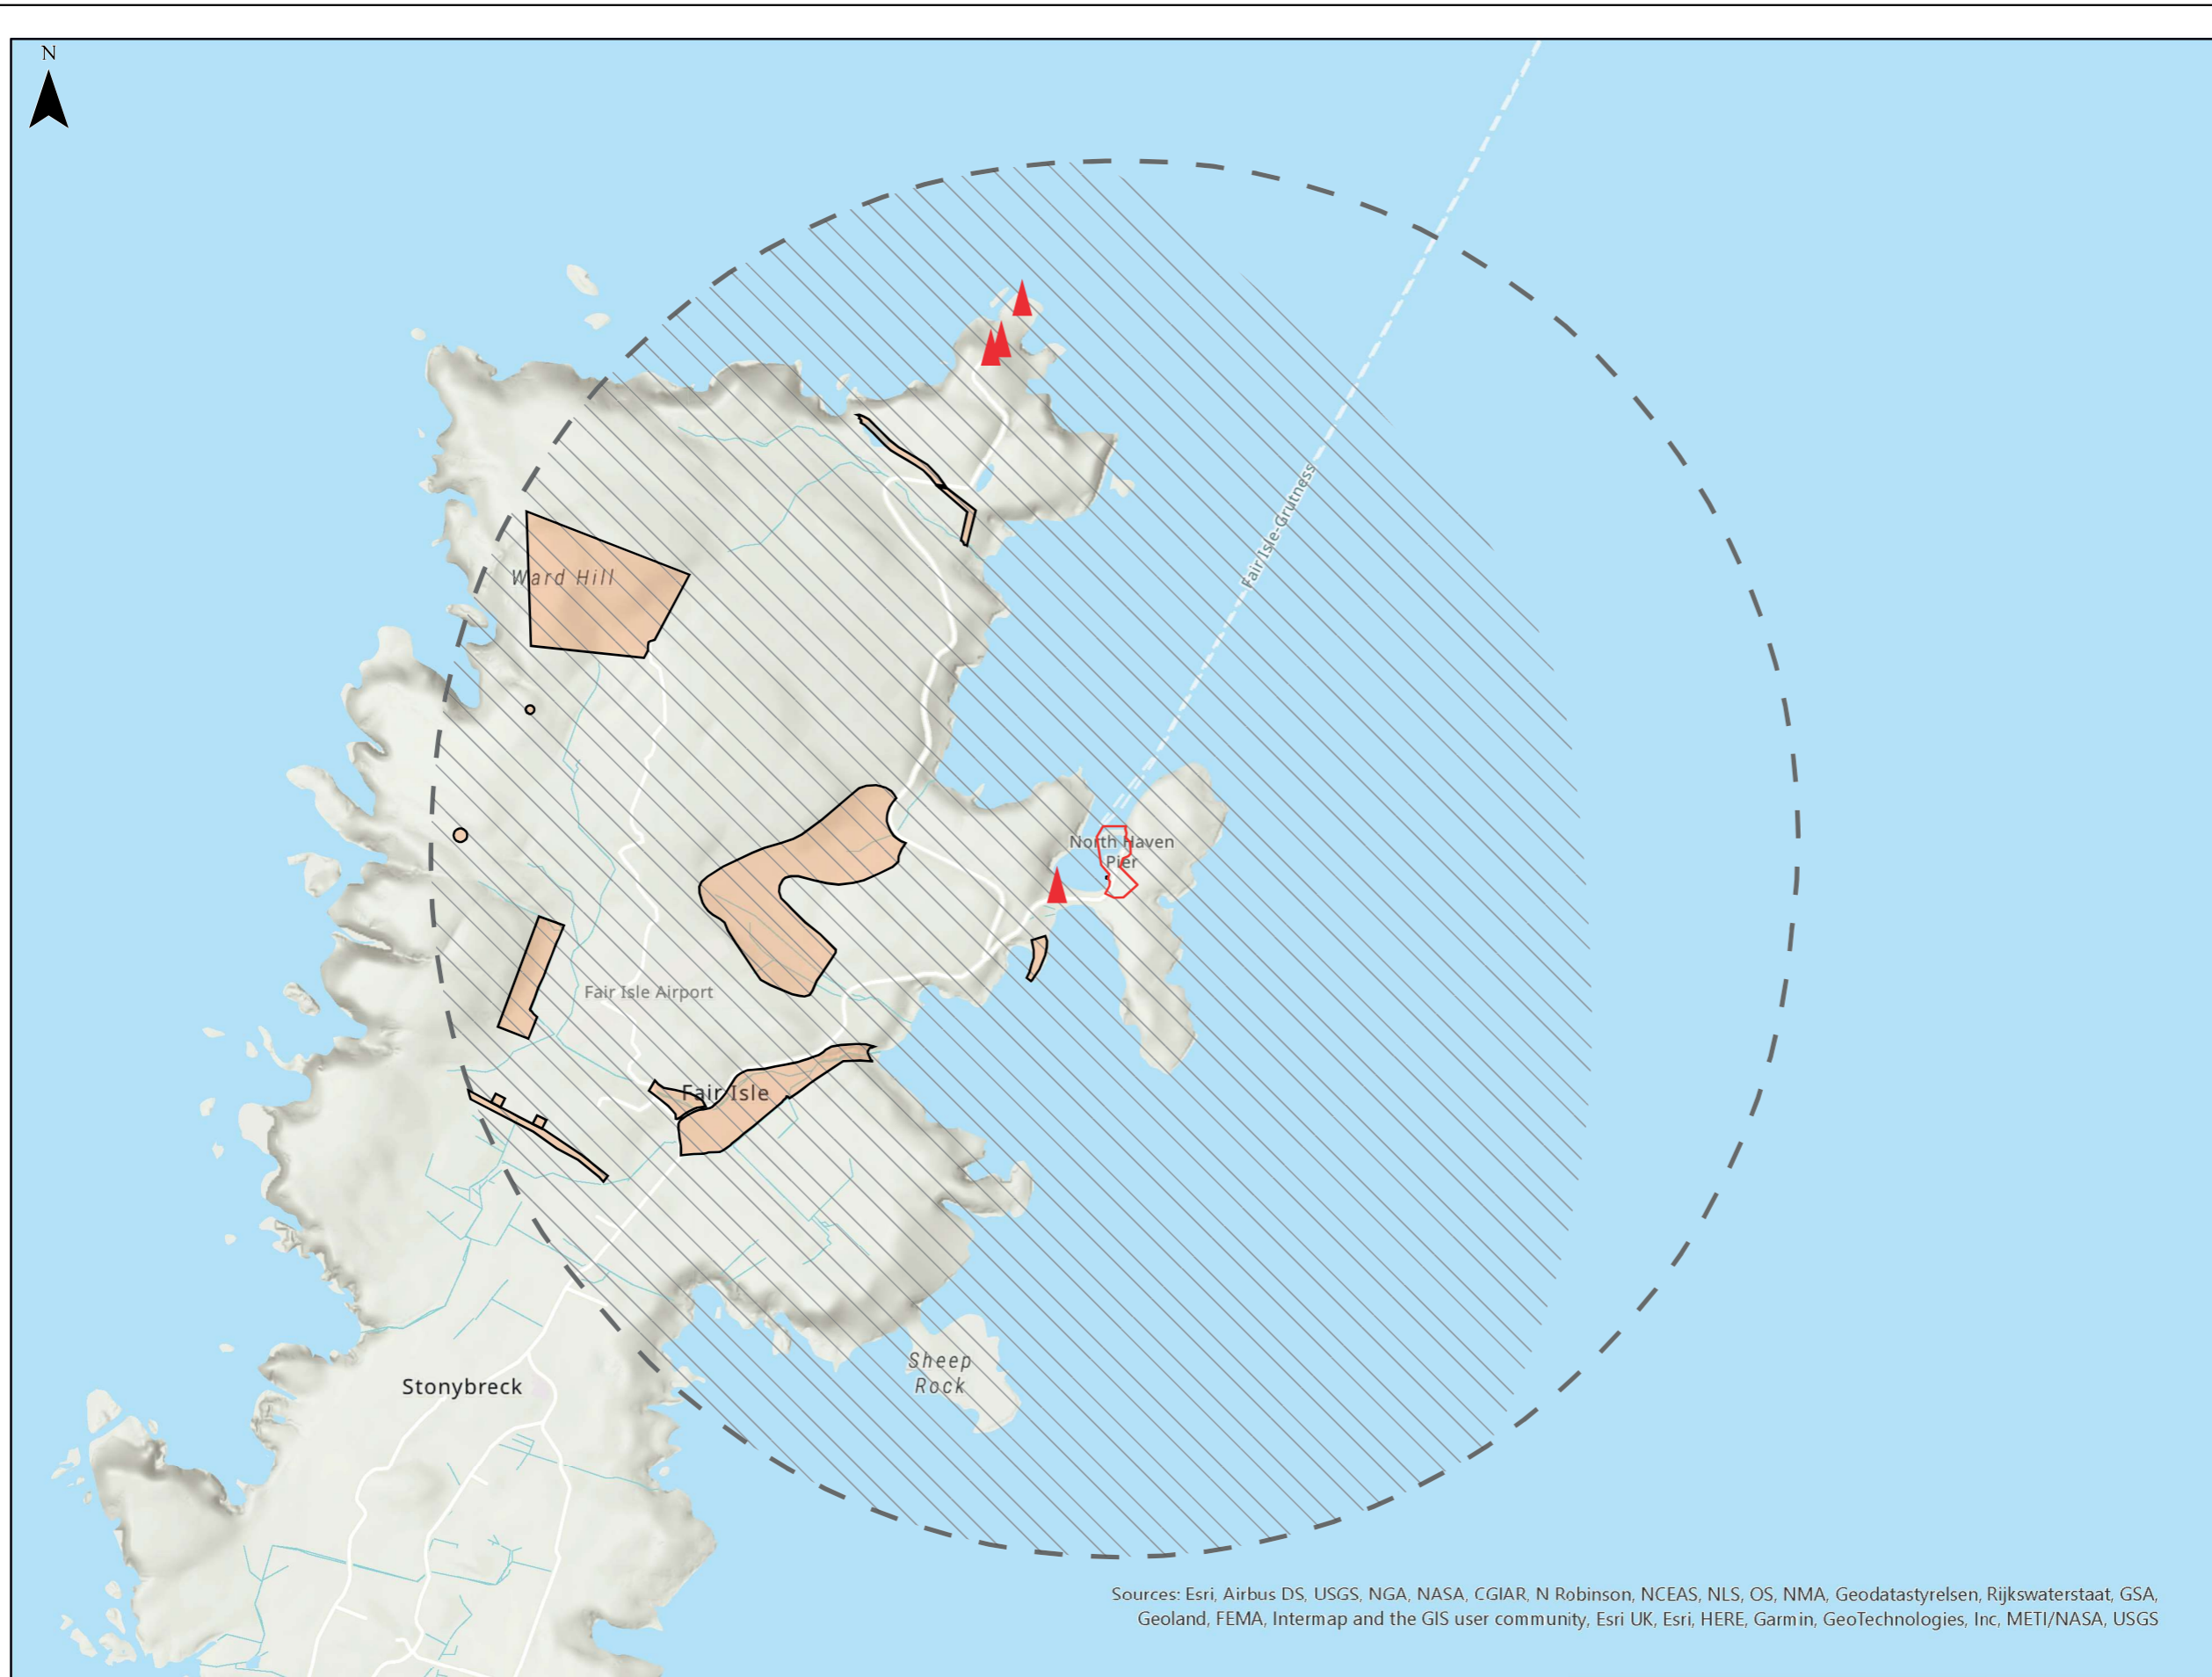 N
Ward Hill
Fair Isle-Grutness
North Haven
Pier
Fair Isle Airport
Fair Isle
Sheep
Rock
Stonybreck
Sources: Esri, Airbus DS, USGS, NGA, NASA, CGIAR, N Robinson, NCEAS, NLS, OS, NMA, Geodatastyrelsen, Rijkswaterstaat, GSA,
Geoland, FEMA, Intermap and the GIS user community, Esri UK, Esri, HERE, Garmin, GeoTechnologies, Inc, METI/NASA, USGS